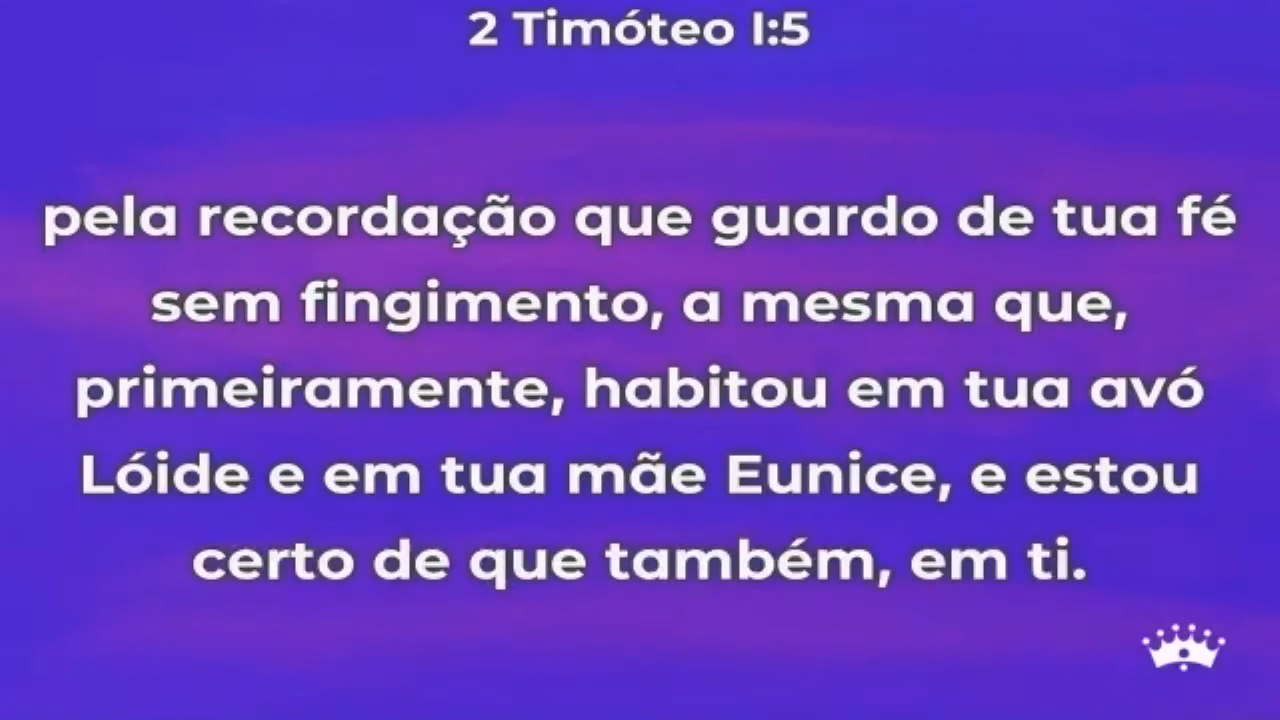 2 Timóteo I:5
pela recordação que guardo de tua fé
sem fingimento, a mesma que,
primeiramente, habitou em tua avó
Lóide e em tua mãe Eunice, e estou
certo de que também, em ti.